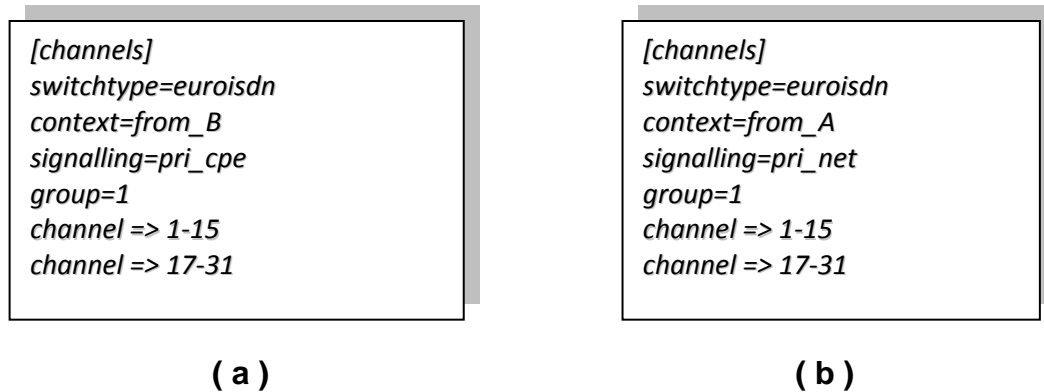 [channels]
switchtype=euroisdn
context=from_B
signalling=pri_cpe
group=1
channel => 1-15
channel => 17-31
( a )
[channels]
switchtype=euroisdn
context=from_A
signalling=pri_net
group=1
channel => 1-15
channel => 17-31
( b )